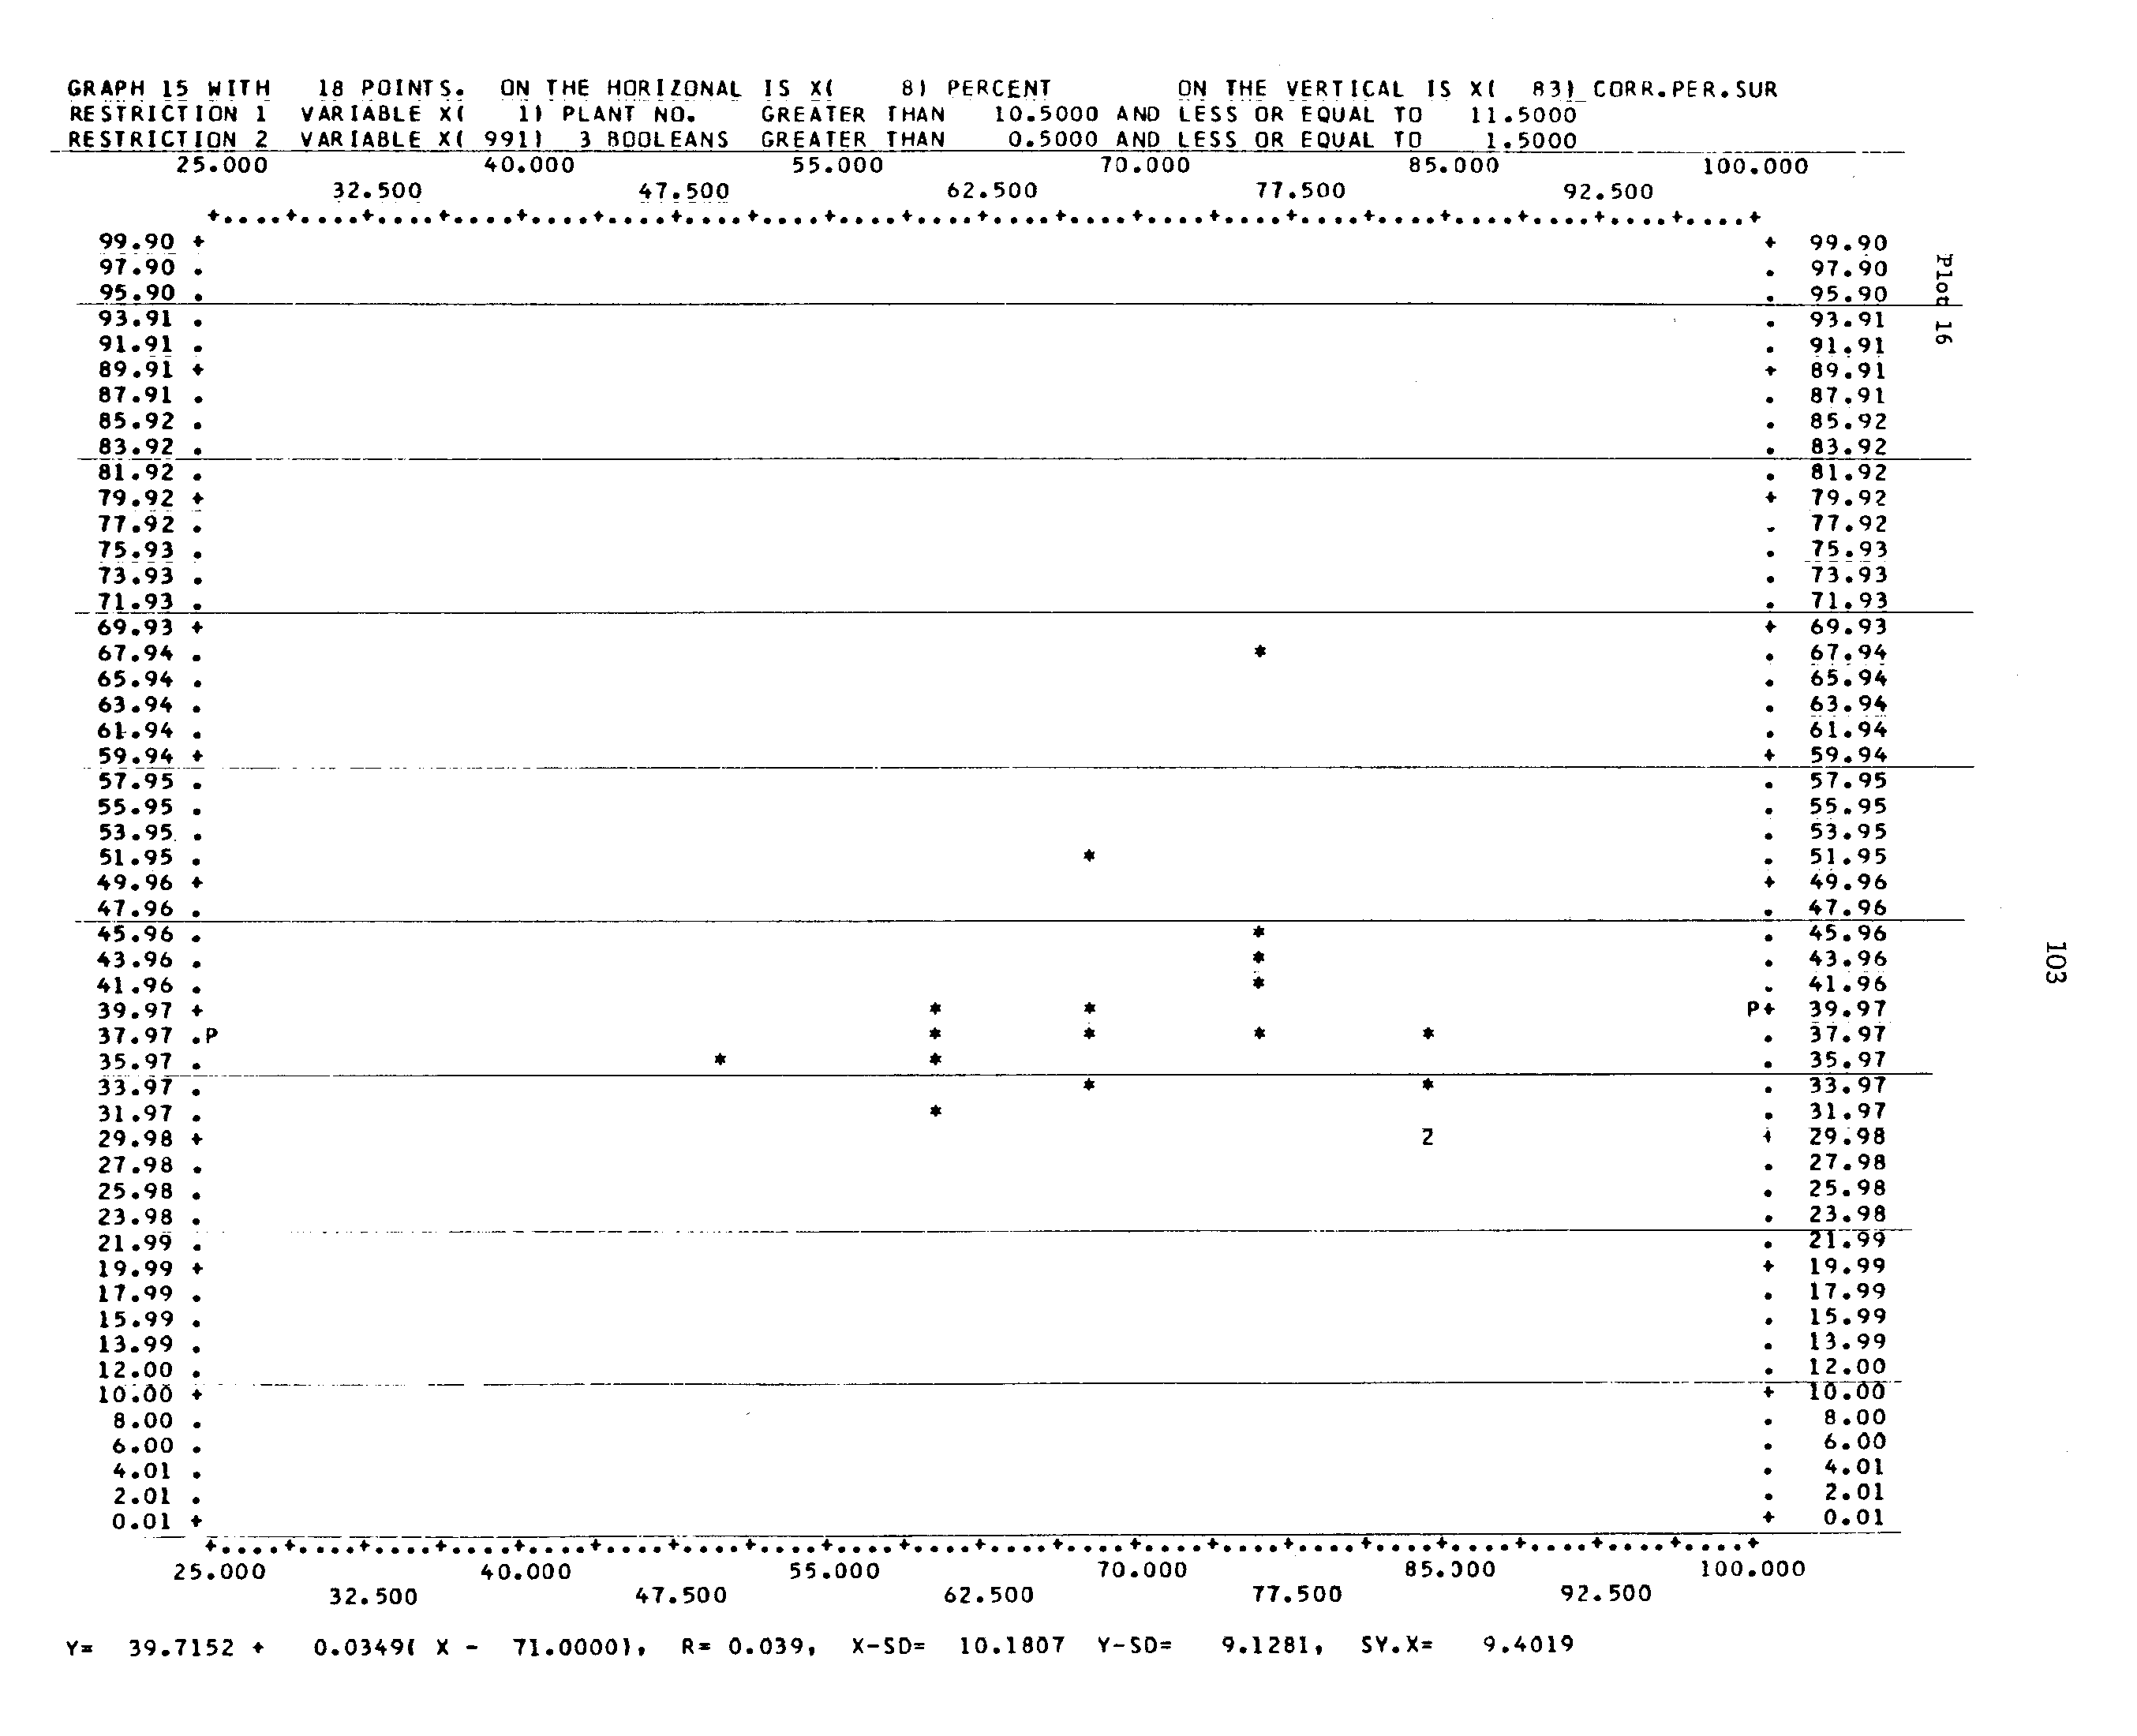 GRAPH 15 WITH 18 POINTS. ON THE HORIZONAL IS X( 8) PERCENT ON THE VERTICAL IS X( 83) CORR.PER.SUR
RESTRICTION 1 VARIABLE X( 1) PLANT NO. GREATER THAN 10.5000 AND LESS OR EQUAL TO 11.5000
RESTRICTION 2 VARIABLE X( 991) 3 BOOLEANS GREATER THAN 0.5000 AND LESS OR EQUAL TO 1.5000
25.000 40.000 55.000 70.000 85.000 100.000
32.500 47.500 62.500 77.500 92.500
+....+....+....+....+....+....+....+....+....+....+....+....+....+....+....+....+....+....+....+....+
99.90 + + 99.90
97.90 . . 97.90
95.90 . . 95.90
93.91 . . 93.91
91.91 . . 91.91
89.91 + + 89.91
87.91 . . 87.91
85.92 . . 85.92
83.92 . . 83.92
81.92 . . 81.92
79.92 + + 79.92
77.92 . . 77.92
75.93 . . 75.93
73.93 . . 73.93
71.93 . . 71.93
69.93 + + 69.93
67.94 . * . 67.94
65.94 . . 65.94
63.94 . . 63.94
61.94 . . 61.94
59.94 + + 59.94
57.95 . . 57.95
55.95 . . 55.95
53.95 . . 53.95
51.95 . * . 51.95
49.96 + + 49.96
47.96 . . 47.96
45.96 . * . 45.96
43.96 . * . 43.96
41.96 . * . 41.96
39.97 + * * P+ 39.97
37.97 .P * * * * . 37.97
35.97 . * * . 35.97
33.97 . * * . 33.97
31.97 . * . 31.97
29.98 + 2 + 29.98
27.98 . . 27.98
25.98 . . 25.98
23.98 . . 23.98
21.99 . . 21.99
19.99 + + 19.99
17.99 . . 17.99
15.99 . . 15.99
13.99 . . 13.99
12.00 . . 12.00
10.00 + + 10.00
8.00 . . 8.00
6.00 . . 6.00
4.01 . . 4.01
2.01 . . 2.01
0.01 + + 0.01
+....+....+....+....+....+....+....+....+....+....+....+....+....+....+....+....+....+....+....+....+
25.000 40.000 55.000 70.000 85.000 100.000
32.500 47.500 62.500 77.500 92.500
Y= 39.7152 + 0.0349( X - 71.0000), R= 0.039, X-SD= 10.1807 Y-SD= 9.1281, SY.X= 9.4019
Plot 16
103